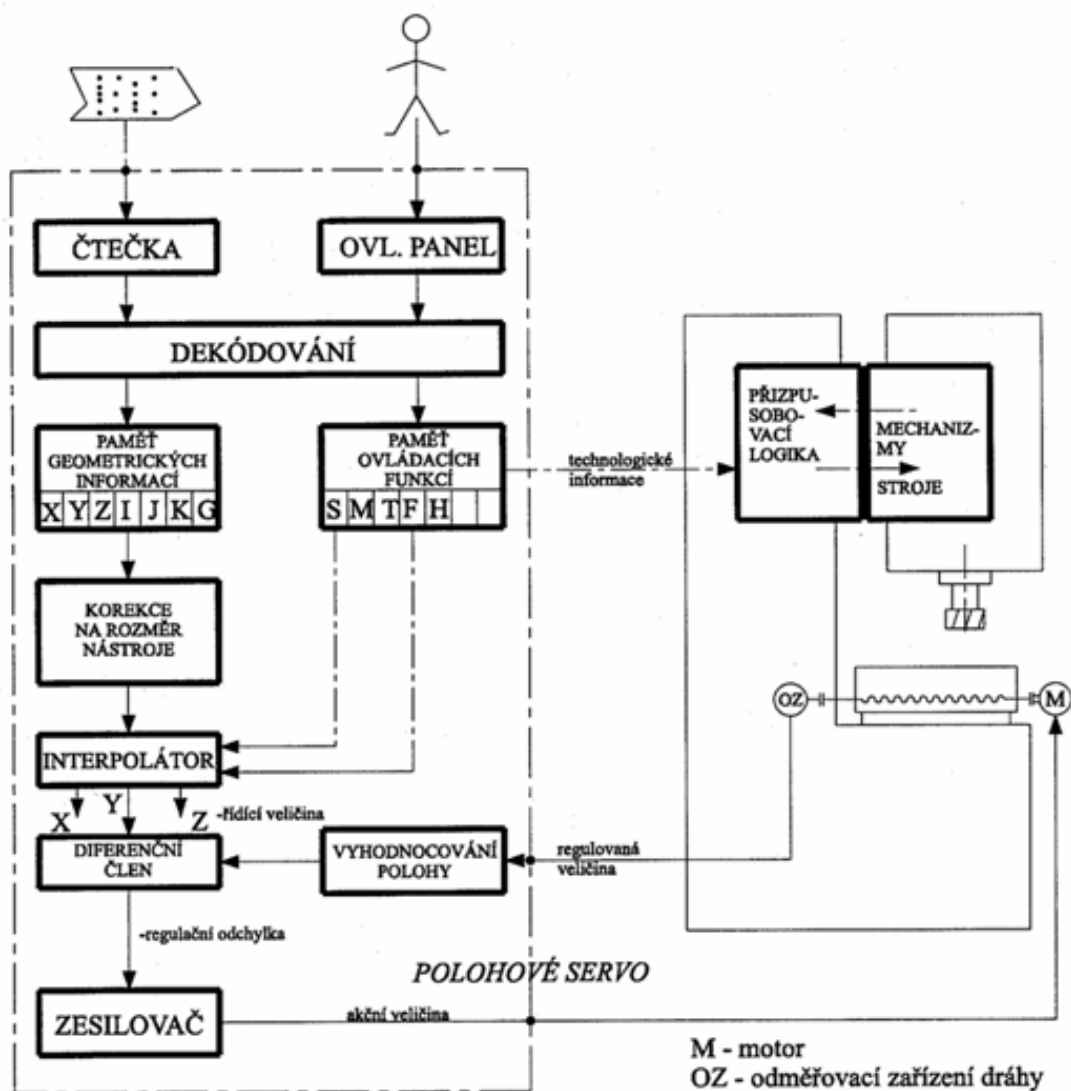 ČTEČKA
OVL. PANEL
DEKÓDOVÁNÍ
PAMĚŤ
GEOMETRICKÝCH
INFORMACÍ
X Y Z I J K G
PAMĚŤ
OVLÁDACÍCH
FUNKCÍ
S M T F H
technologické
informace
PŘIZPU-
SOBO-
VACÍ
LOGIKA
MECHANIZ-
MY
STROJE
KOREKCE
NA ROZMĚR
NÁSTROJE
OZ
M
INTERPOLÁTOR
X Y Z
-řídící veličina
DIFERENČNÍ
ČLEN
VYHODNOCOVÁNÍ
POLOHY
regulovaná
veličina
-regulační odchylka
POLOHOVÉ SERVO
ZESILOVAČ
akční veličina
M - motor
OZ - odměřovací zařízení dráhy